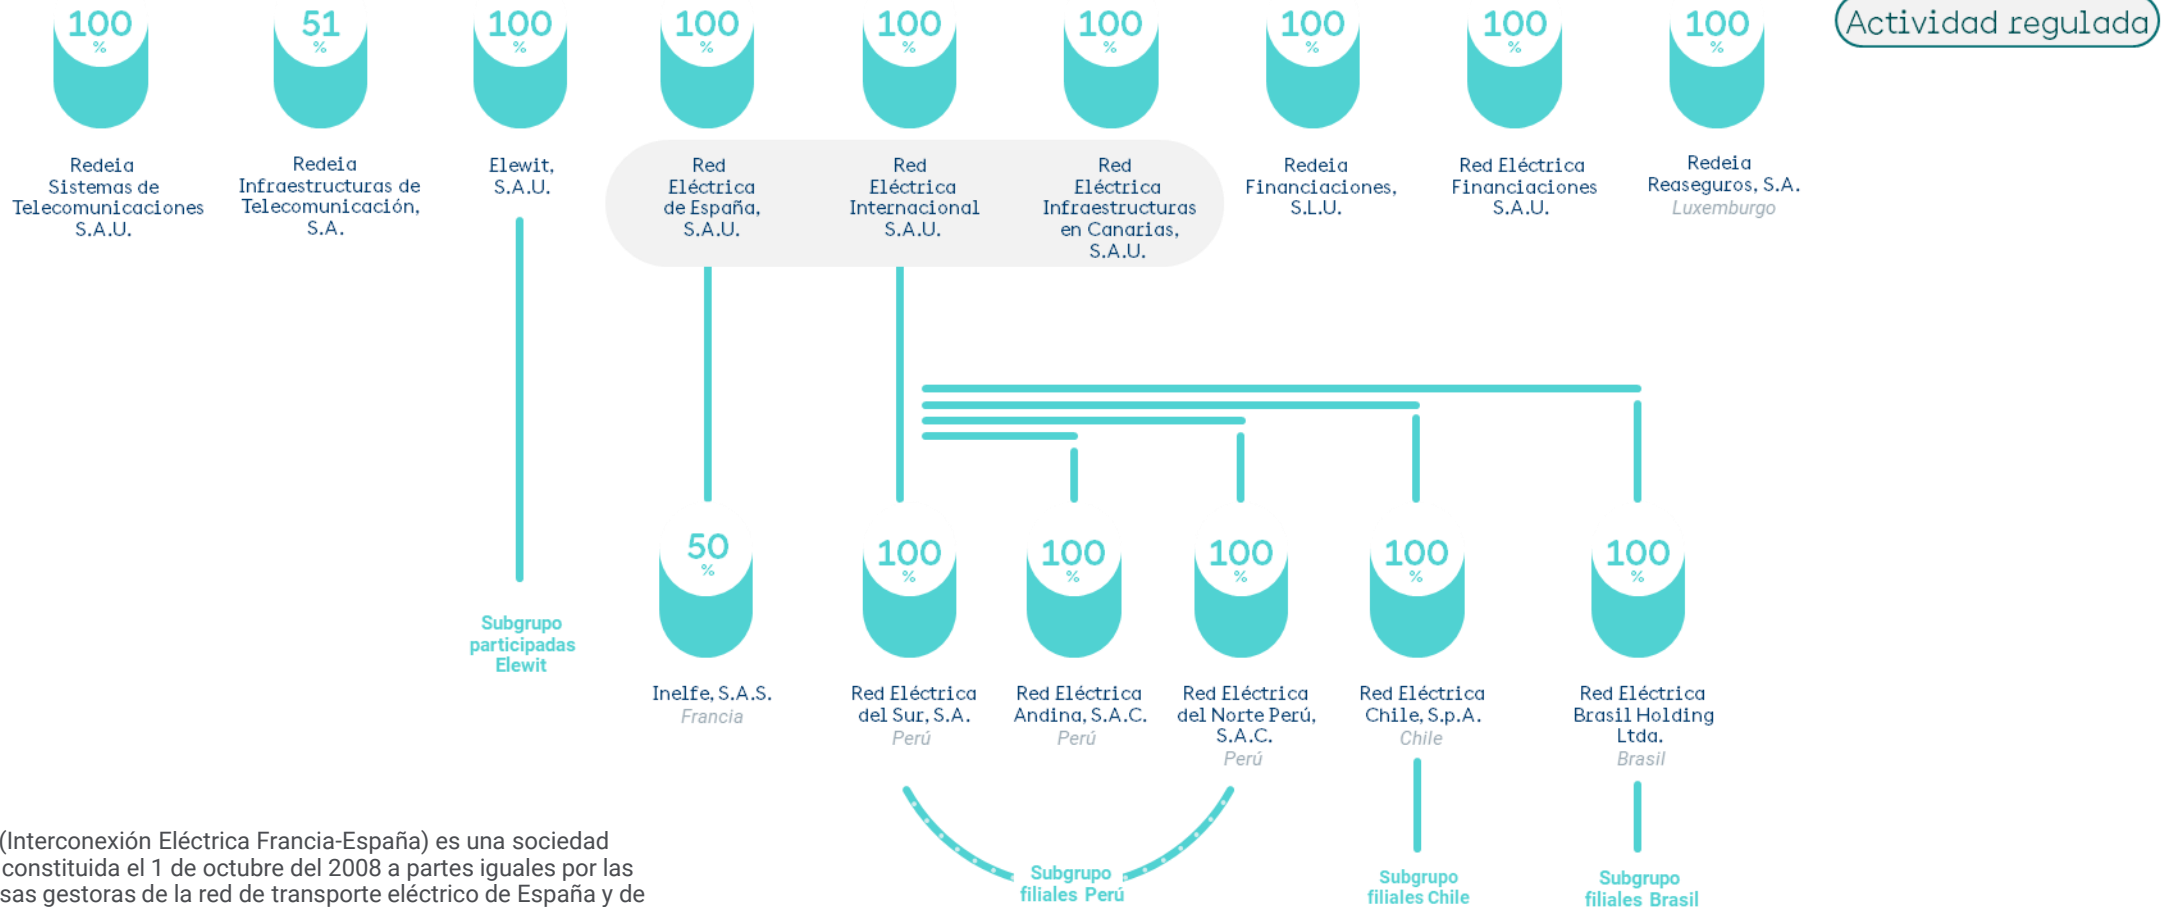 100
%
51
%
100
%
100
%
100
%
100
%
100
%
100
%
100
%
Actividad regulada
Redeia
Sistemas de
Telecomunicaciones
S.A.U.
Redeia
Infraestructuras de
Telecomunicación,
S.A.
Elewit,
S.A.U.
Red
Eléctrica
de España,
S.A.U.
Red
Eléctrica
Internacional
S.A.U.
Red
Eléctrica
Infraestructuras
en Canarias,
S.A.U.
Redeia
Financiaciones,
S.L.U.
Red Eléctrica
Financiaciones
S.A.U.
Redeia
Reaseguros, S.A.
Luxemburgo
Subgrupo
participadas
Elewit
50
%
100
%
100
%
100
%
100
%
100
%
Inelfe, S.A.S.
Francia
Red Eléctrica
del Sur, S.A.
Perú
Red Eléctrica
Andina, S.A.C.
Perú
Red Eléctrica
del Norte Perú,
S.A.C.
Perú
Red Eléctrica
Chile, S.p.A.
Chile
Red Eléctrica
Brasil Holding
Ltda.
Brasil
Subgrupo
filiales Perú
Subgrupo
filiales Chile
Subgrupo
filiales Brasil
(Interconexión Eléctrica Francia-España) es una sociedad
constituida el 1 de octubre del 2008 a partes iguales por las
sas gestoras de la red de transporte eléctrico de España y de